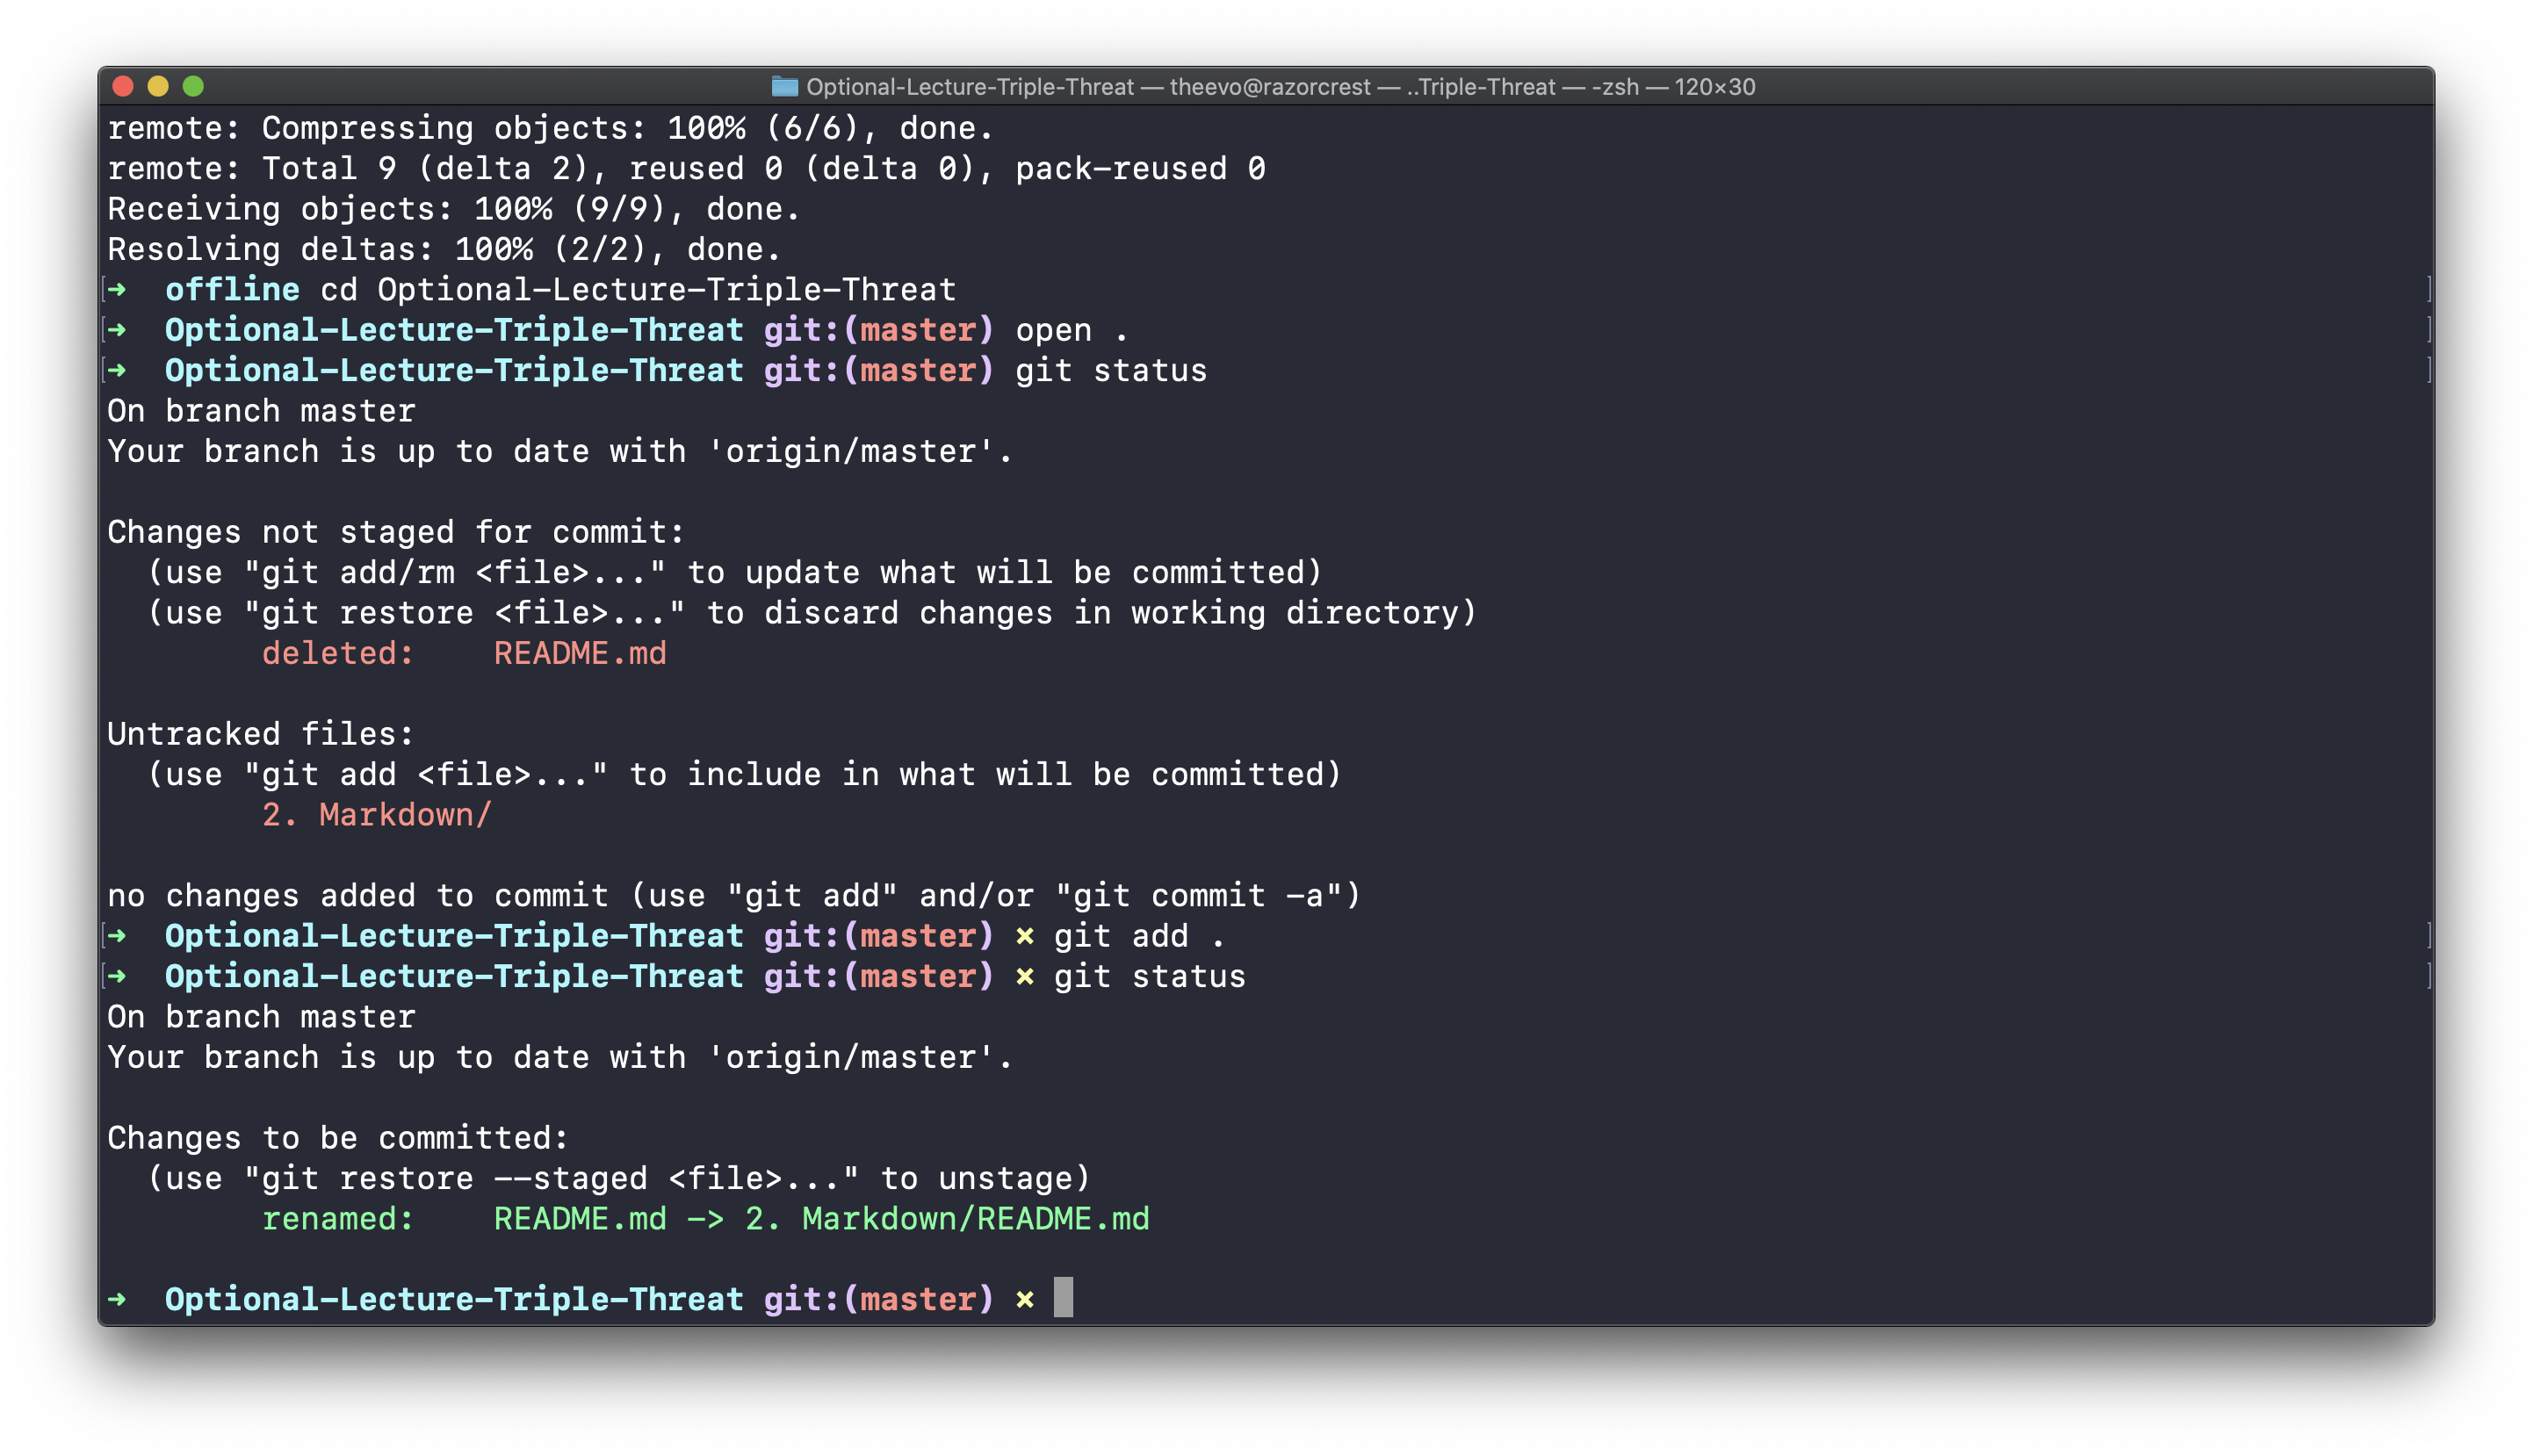 Optional-Lecture-Triple-Threat — theevo@razorcrest — ..Triple-Threat — -zsh — 120×30
remote: Compressing objects: 100% (6/6), done.
remote: Total 9 (delta 2), reused 0 (delta 0), pack-reused 0
Receiving objects: 100% (9/9), done.
Resolving deltas: 100% (2/2), done.
[➜  offline cd Optional-Lecture-Triple-Threat ]
[➜  Optional-Lecture-Triple-Threat git:(master) open . ]
[➜  Optional-Lecture-Triple-Threat git:(master) git status ]
On branch master
Your branch is up to date with 'origin/master'.

Changes not staged for commit:
  (use "git add/rm <file>..." to update what will be committed)
  (use "git restore <file>..." to discard changes in working directory)
        deleted:    README.md

Untracked files:
  (use "git add <file>..." to include in what will be committed)
        2. Markdown/

no changes added to commit (use "git add" and/or "git commit -a")
[➜  Optional-Lecture-Triple-Threat git:(master) ✗ git add . ]
[➜  Optional-Lecture-Triple-Threat git:(master) ✗ git status ]
On branch master
Your branch is up to date with 'origin/master'.

Changes to be committed:
  (use "git restore --staged <file>..." to unstage)
        renamed:    README.md -> 2. Markdown/README.md

➜  Optional-Lecture-Triple-Threat git:(master) ✗